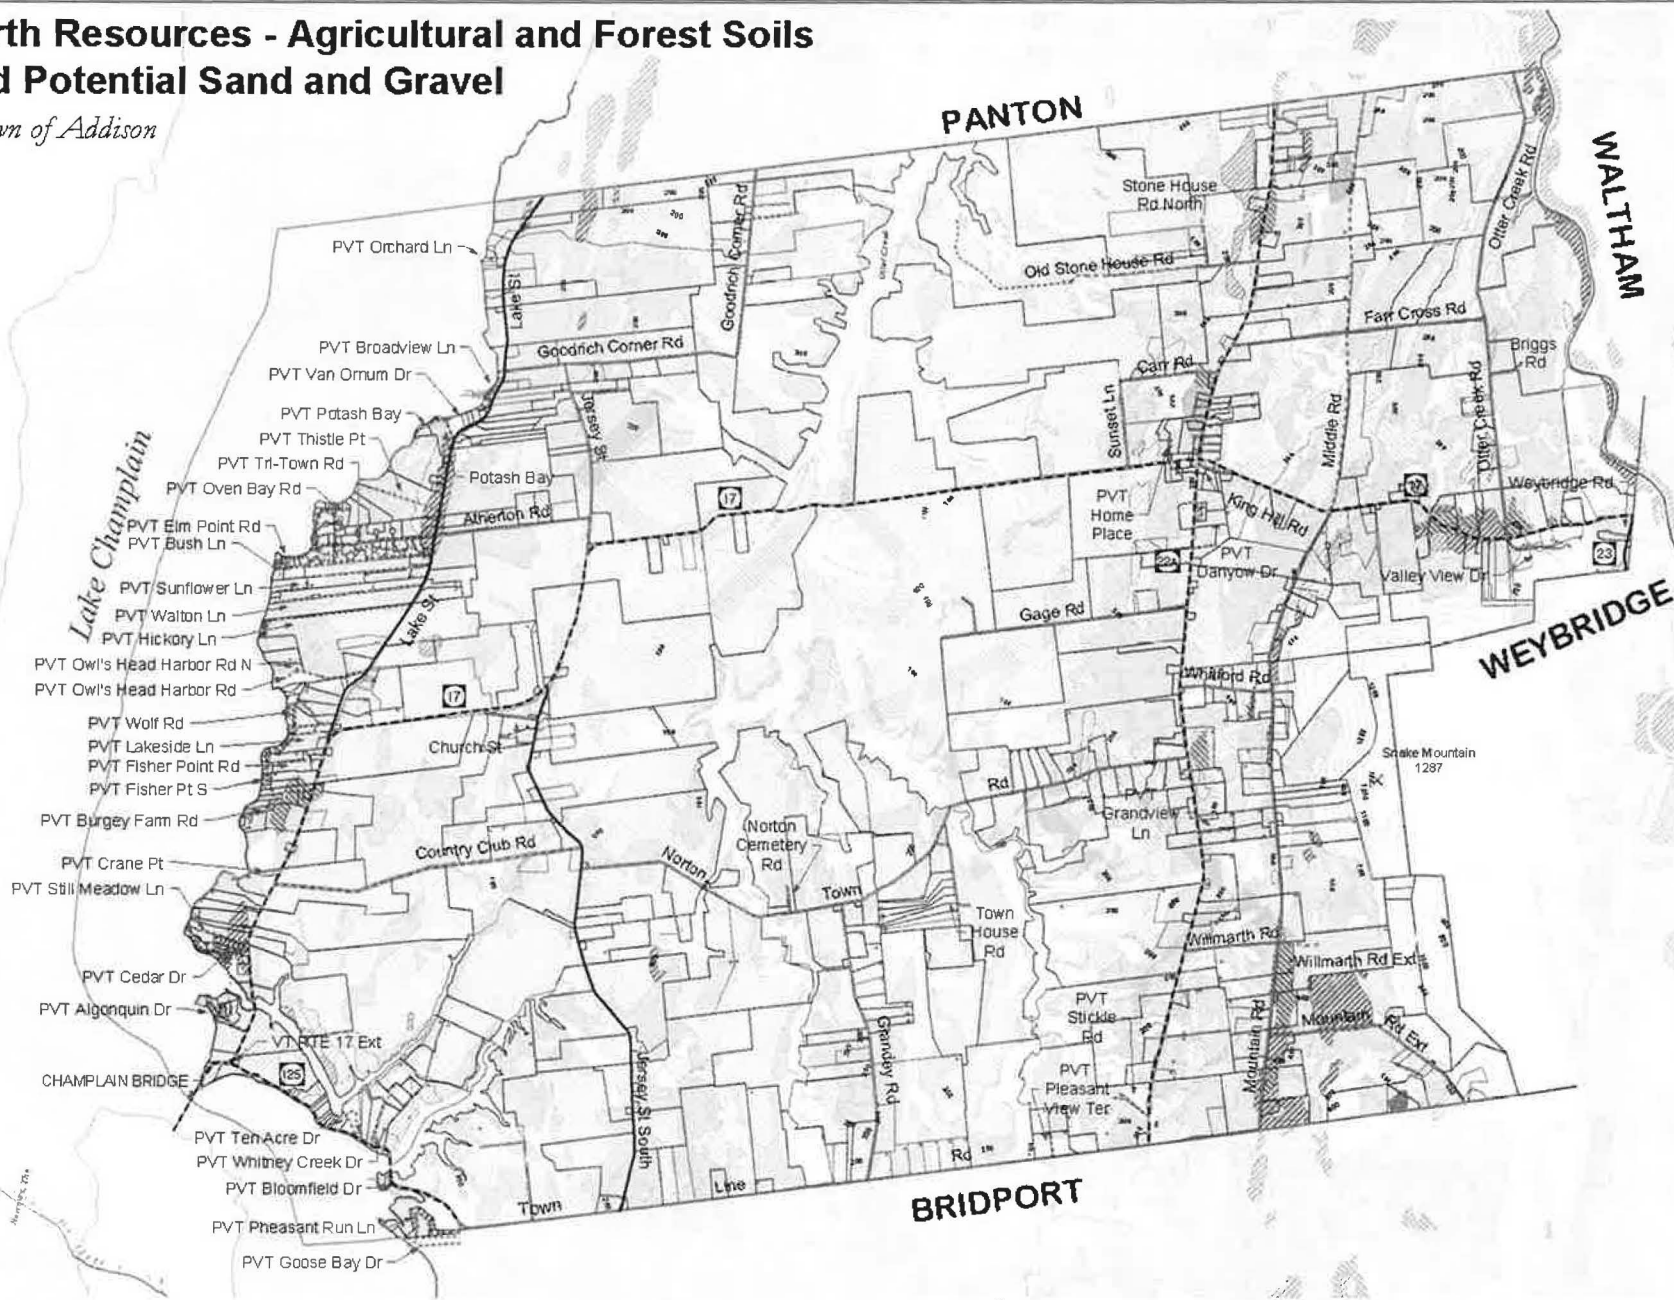 rth Resources - Agricultural and Forest Soils
d Potential Sand and Gravel
wn of Addison
PANTON
WALTHAM
WEYBRIDGE
BRIDPORT
Lake Champlain
PVT Orchard Ln
PVT Broadview Ln
PVT Van Ornum Dr
PVT Potash Bay
PVT Thistle Pt
PVT Tri-Town Rd
PVT Oven Bay Rd
PVT Elm Point Rd
PVT Bush Ln
PVT Sunflower Ln
PVT Walton Ln
PVT Hickory Ln
PVT Owl's Head Harbor Rd N
PVT Owl's Head Harbor Rd
PVT Wolf Rd
PVT Lakeside Ln
PVT Fisher Point Rd
PVT Fisher Pt S
PVT Burgey Farm Rd
PVT Crane Pt
PVT Still Meadow Ln
PVT Cedar Dr
PVT Algonquin Dr
VT RTE 17 Ext
CHAMPLAIN BRIDGE
125
PVT Ten Acre Dr
PVT Whitney Creek Dr
PVT Bloomfield Dr
PVT Pheasant Run Ln
PVT Goose Bay Dr
Lake St
Goodrich Corner Rd
Goodrich Corner Rd
Jersey St
Potash Bay
Atherton Rd
17
Lake St
17
Church St
Country Club Rd
Norton
Norton
Cemetery
Rd
Town
Rd
Town
House
Rd
Grandey Rd
Jersey St South
Town
Line
Rd
Stone House
Rd North
Old Stone House Rd
Carr Rd
Sunset Ln
Middle Rd
Farr Cross Rd
Otter Creek Rd
Otter Creek Rd
Briggs
Rd
Weybridge Rd
17
King Hill Rd
PVT
Home
Place
22A
PVT
Danyow Dr
Valley View Dr
23
Gage Rd
Whitford Rd
Snake Mountain
1287
PVT
Grandview
Ln
Willmarth Rd
Willmarth Rd Ext
Mountain Rd
Mountain Rd Ext
PVT
Stickle
Rd
PVT
Pleasant
View Ter